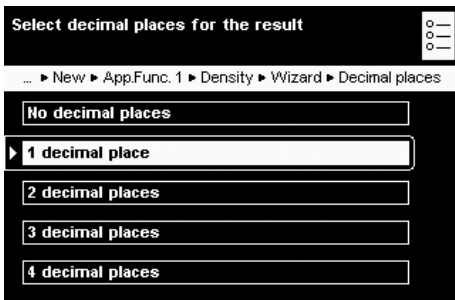 Select decimal places for the result
... ▸ New ▸ App.Func. 1 ▸ Density ▸ Wizard ▸ Decimal places
No decimal places
1 decimal place
2 decimal places
3 decimal places
4 decimal places